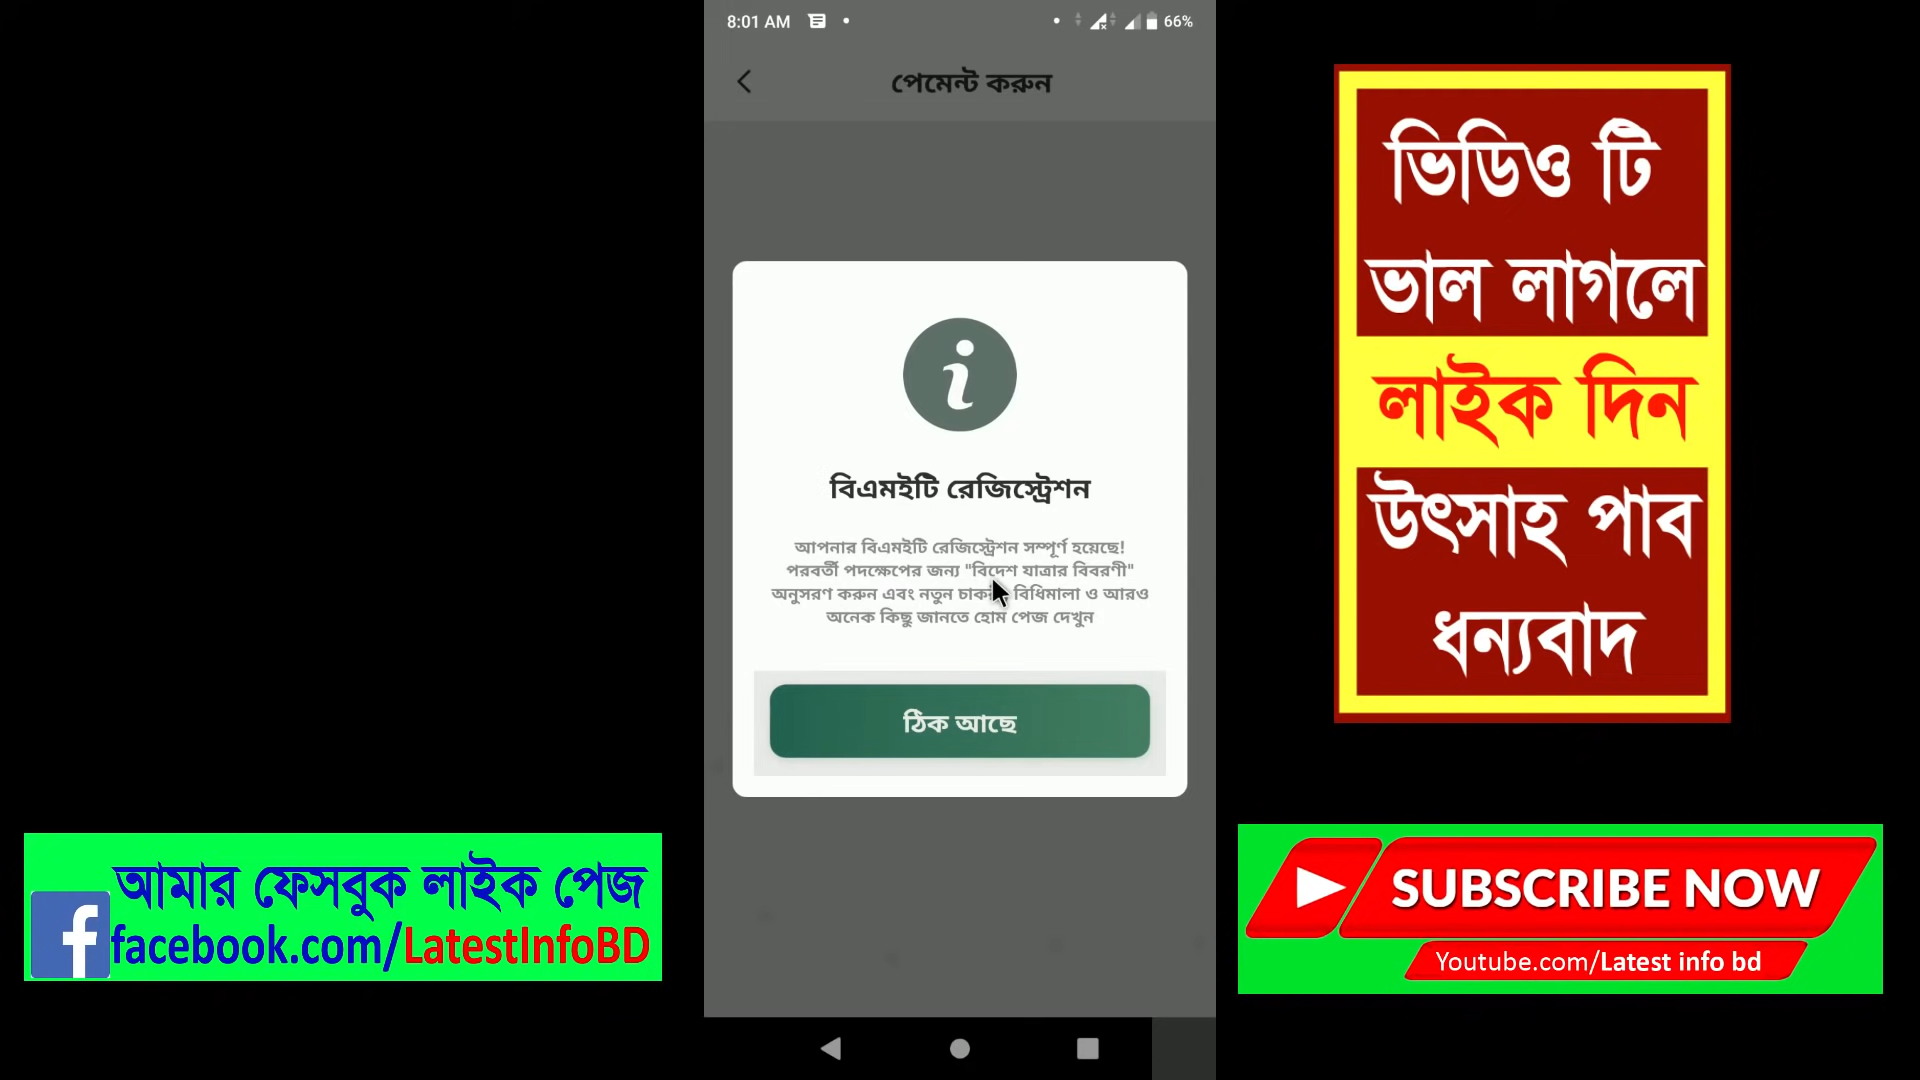 8:01 AM
66%
পেমেন্ট করুন
বিএমইটি রেজিস্ট্রেশন
আপনার বিএমইটি রেজিস্ট্রেশন সম্পূর্ণ হয়েছে!
পরবর্তী পদক্ষেপের জন্য "বিদেশ যাত্রার বিবরণী"
অনুসরণ করুন এবং নতুন বিধিমালা ও আরও
অনেক কিছু জানতে হোম পেজ দেখুন
ঠিক আছে
ভিডিও টি
ভাল লাগলে
লাইক দিন
উৎসাহ পাব
ধন্যবাদ
আমার ফেসবুক লাইক পেজ
facebook.com/LatestInfoBD
SUBSCRIBE NOW
Youtube.com/Latest info bd